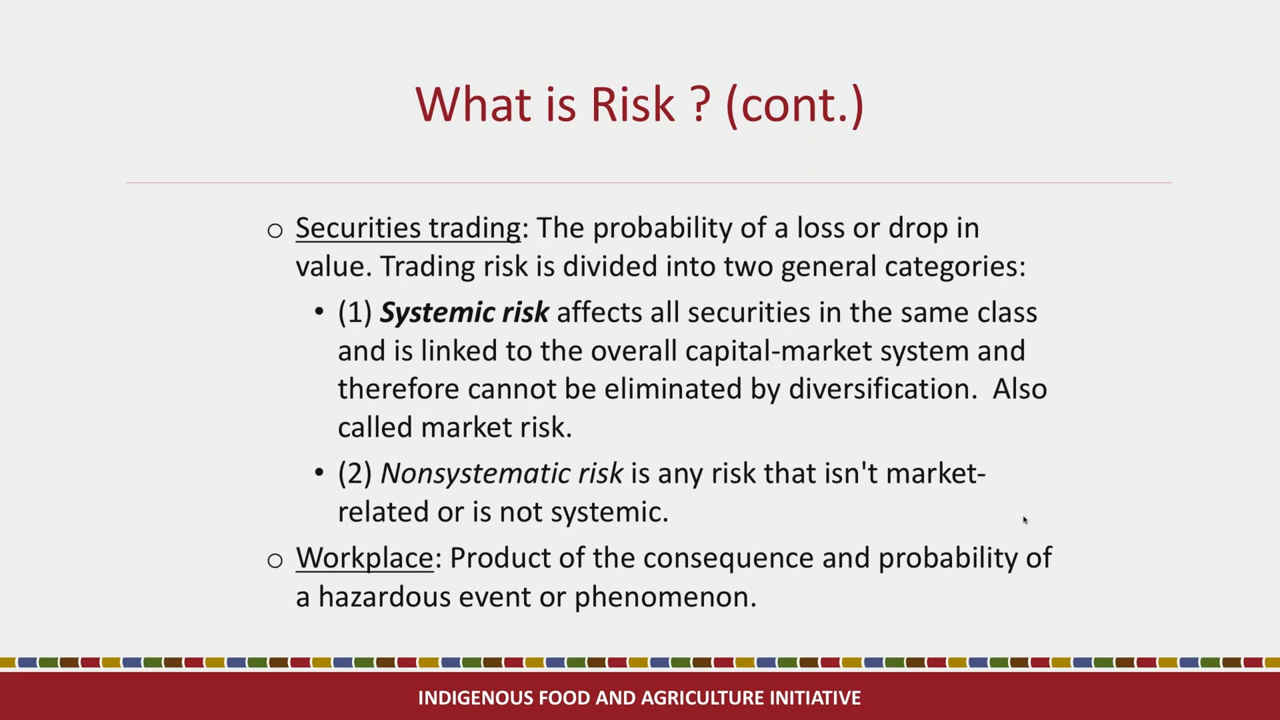 What is Risk ? (cont.)
o Securities trading: The probability of a loss or drop in
value. Trading risk is divided into two general categories:
• (1) Systemic risk affects all securities in the same class
and is linked to the overall capital-market system and
therefore cannot be eliminated by diversification.  Also
called market risk.
• (2) Nonsystematic risk is any risk that isn't market-
related or is not systemic.
o Workplace: Product of the consequence and probability of
a hazardous event or phenomenon.
INDIGENOUS FOOD AND AGRICULTURE INITIATIVE